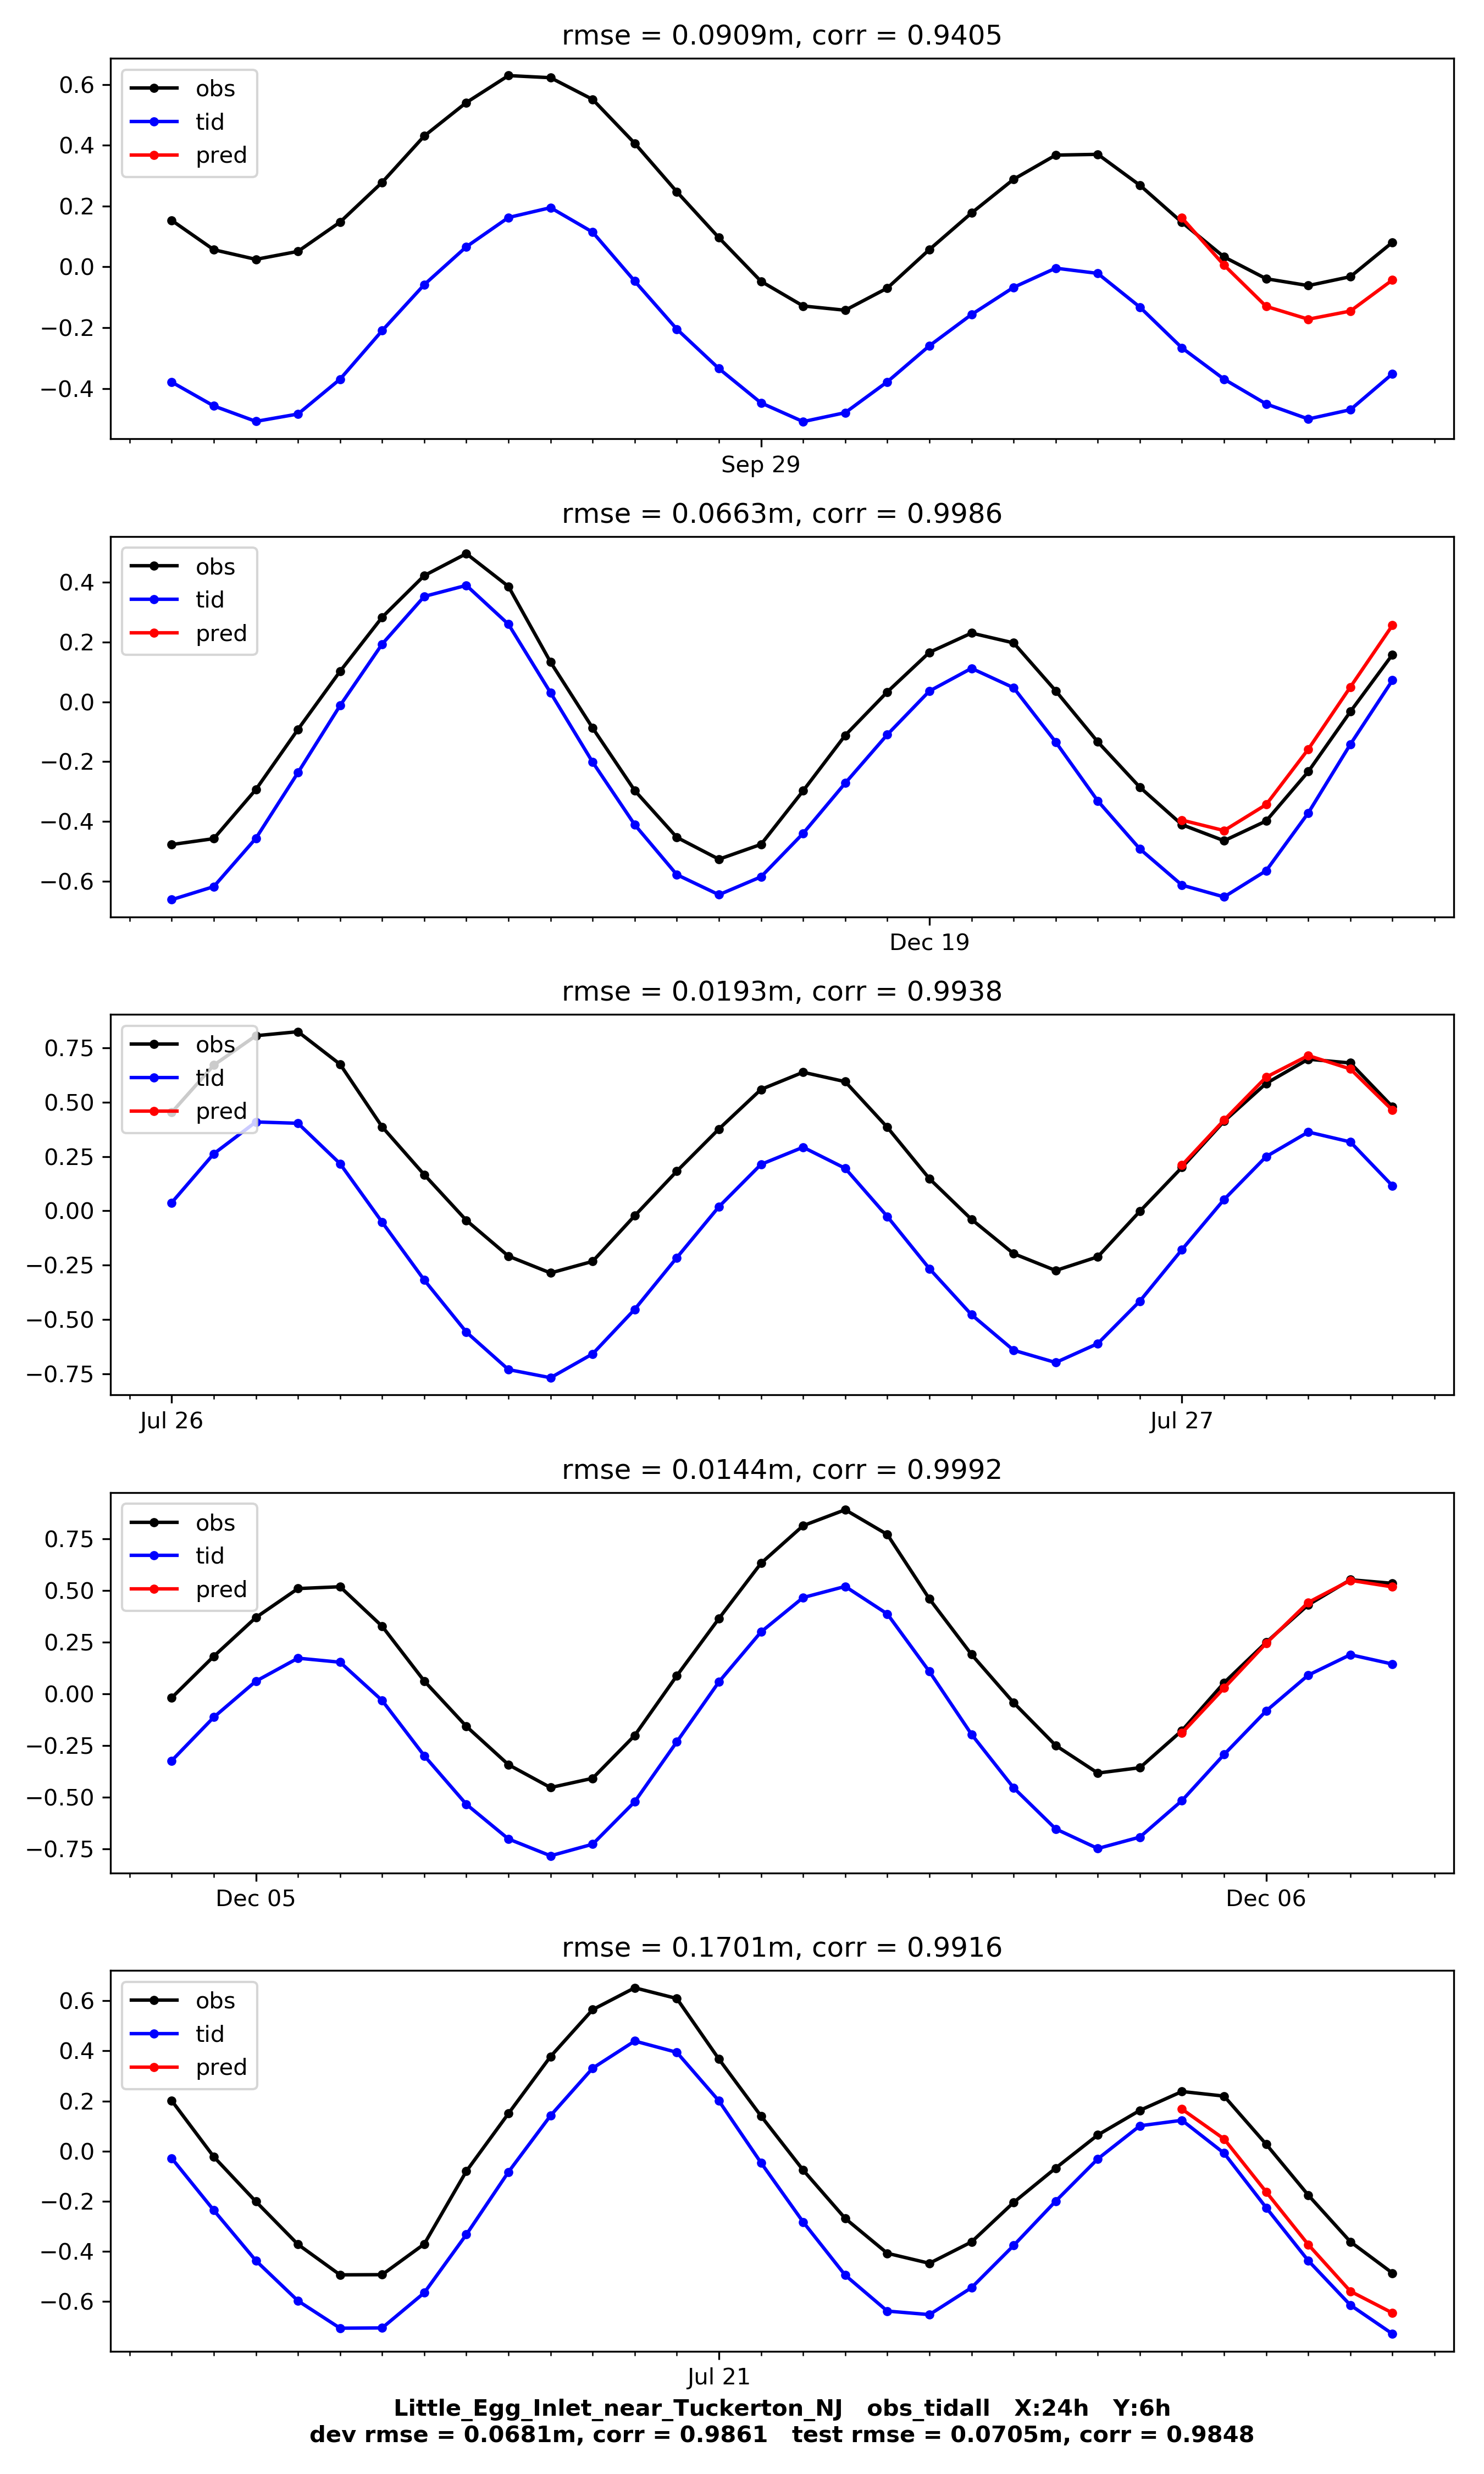 rmse = 0.0909m, corr = 0.9405
obs
tid
pred
0.6
0.4
0.2
0.0
−0.2
−0.4
Sep 29
rmse = 0.0663m, corr = 0.9986
obs
tid
pred
0.4
0.2
0.0
−0.2
−0.4
−0.6
Dec 19
rmse = 0.0193m, corr = 0.9938
obs
tid
pred
0.75
0.50
0.25
0.00
−0.25
−0.50
−0.75
Jul 26 Jul 27
rmse = 0.0144m, corr = 0.9992
obs
tid
pred
0.75
0.50
0.25
0.00
−0.25
−0.50
−0.75
Dec 05 Dec 06
rmse = 0.1701m, corr = 0.9916
obs
tid
pred
0.6
0.4
0.2
0.0
−0.2
−0.4
−0.6
Jul 21
Little_Egg_Inlet_near_Tuckerton_NJ obs_tidall X:24h Y:6h
dev rmse = 0.0681m, corr = 0.9861 test rmse = 0.0705m, corr = 0.9848